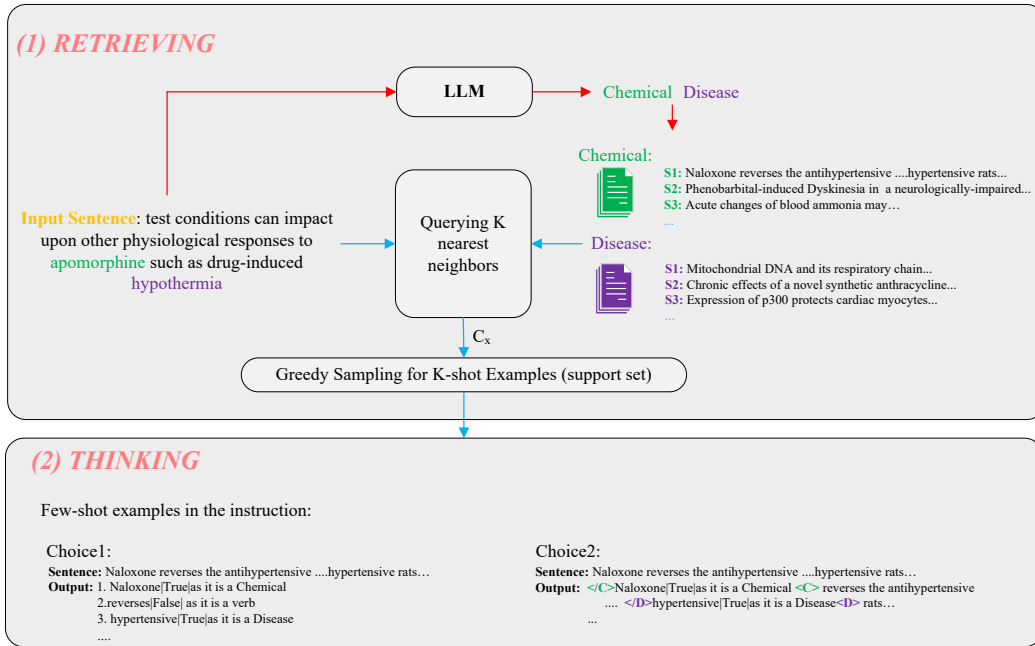 (1) RETRIEVING
LLM
Chemical Disease
Chemical:
S1: Naloxone reverses the antihypertensive ....hypertensive rats...
S2: Phenobarbital-induced Dyskinesia in a neurologically-impaired...
S3: Acute changes of blood ammonia may…
...
Input Sentence: test conditions can impact
upon other physiological responses to
apomorphine such as drug-induced
hypothermia
Querying K
nearest
neighbors
Disease:
S1: Mitochondrial DNA and its respiratory chain...
S2: Chronic effects of a novel synthetic anthracycline...
S3: Expression of p300 protects cardiac myocytes...
...
Cx
Greedy Sampling for K-shot Examples (support set)
(2) THINKING
Few-shot examples in the instruction:
Choice1:
Sentence: Naloxone reverses the antihypertensive ....hypertensive rats…
Output: 1. Naloxone|True|as it is a Chemical
2.reverses|False| as it is a verb
3. hypertensive|True|as it is a Disease
....
Choice2:
Sentence: Naloxone reverses the antihypertensive ....hypertensive rats…
Output: </C>Naloxone|True|as it is a Chemical <C> reverses the antihypertensive
.... </D>hypertensive|True|as it is a Disease<D> rats…
...